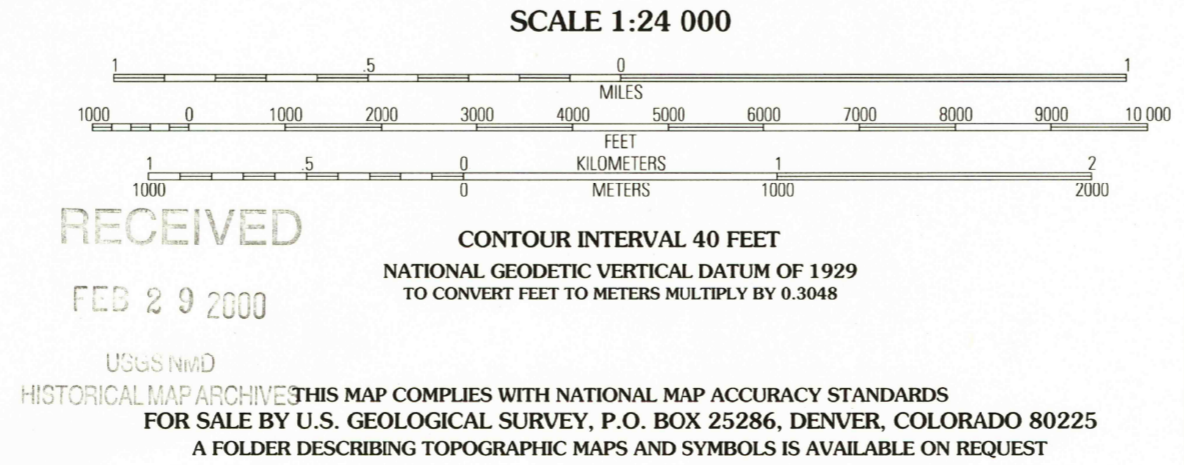 SCALE 1:24 000
1 .5 0 1
MILES
1000 0 1000 2000 3000 4000 5000 6000 7000 8000 9000 10 000
FEET
1 .5 0 KILOMETERS 1 2
1000 0 METERS 1000 2000
RECEIVED
FEB 29 2000
USGS NMD
HISTORICAL MAP ARCHIVES
CONTOUR INTERVAL 40 FEET
NATIONAL GEODETIC VERTICAL DATUM OF 1929
TO CONVERT FEET TO METERS MULTIPLY BY 0.3048
THIS MAP COMPLIES WITH NATIONAL MAP ACCURACY STANDARDS
FOR SALE BY U.S. GEOLOGICAL SURVEY, P.O. BOX 25286, DENVER, COLORADO 80225
A FOLDER DESCRIBING TOPOGRAPHIC MAPS AND SYMBOLS IS AVAILABLE ON REQUEST